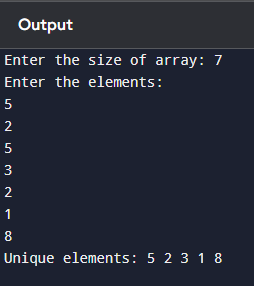 Output
Enter the size of array: 7
Enter the elements:
5
2
5
3
2
1
8
Unique elements: 5 2 3 1 8